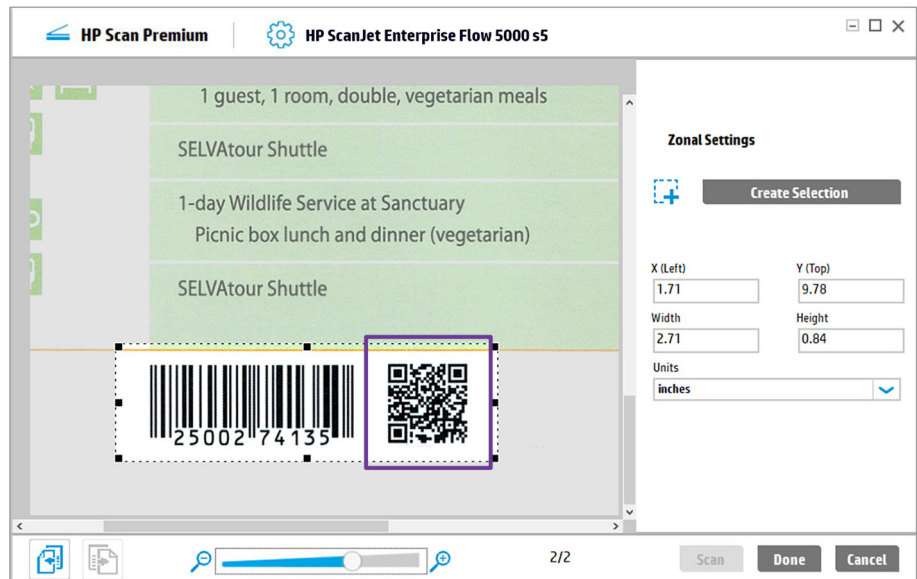 HP Scan Premium
HP ScanJet Enterprise Flow 5000 s5
1 guest, 1 room, double, vegetarian meals
SELVAtour Shuttle
1-day Wildlife Service at Sanctuary
Picnic box lunch and dinner (vegetarian)
SELVAtour Shuttle
25002 74135
Zonal Settings
Create Selection
X (Left) Y (Top)
1.71 9.78
Width Height
2.71 0.84
Units
inches
2/2
Scan Done Cancel